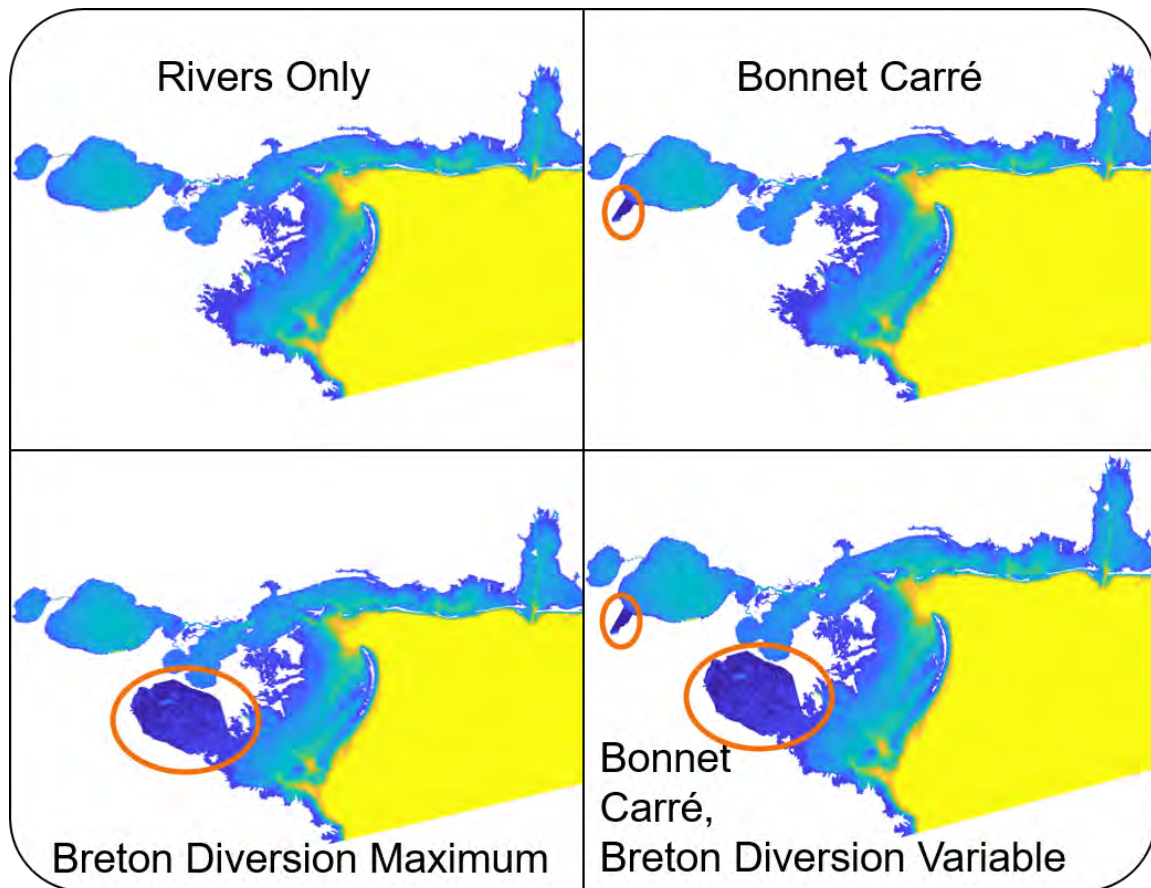 Rivers Only
Bonnet Carré
Breton Diversion Maximum
Bonnet
Carré,
Breton Diversion Variable